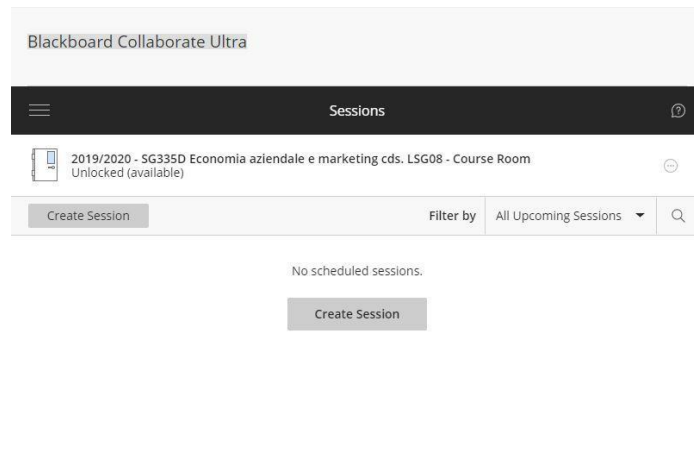 Blackboard Collaborate Ultra
Sessions
2019/2020 - SG335D Economia aziendale e marketing cds. LSG08 - Course Room
Unlocked (available)
Create Session
Filter by
All Upcoming Sessions
No scheduled sessions.
Create Session